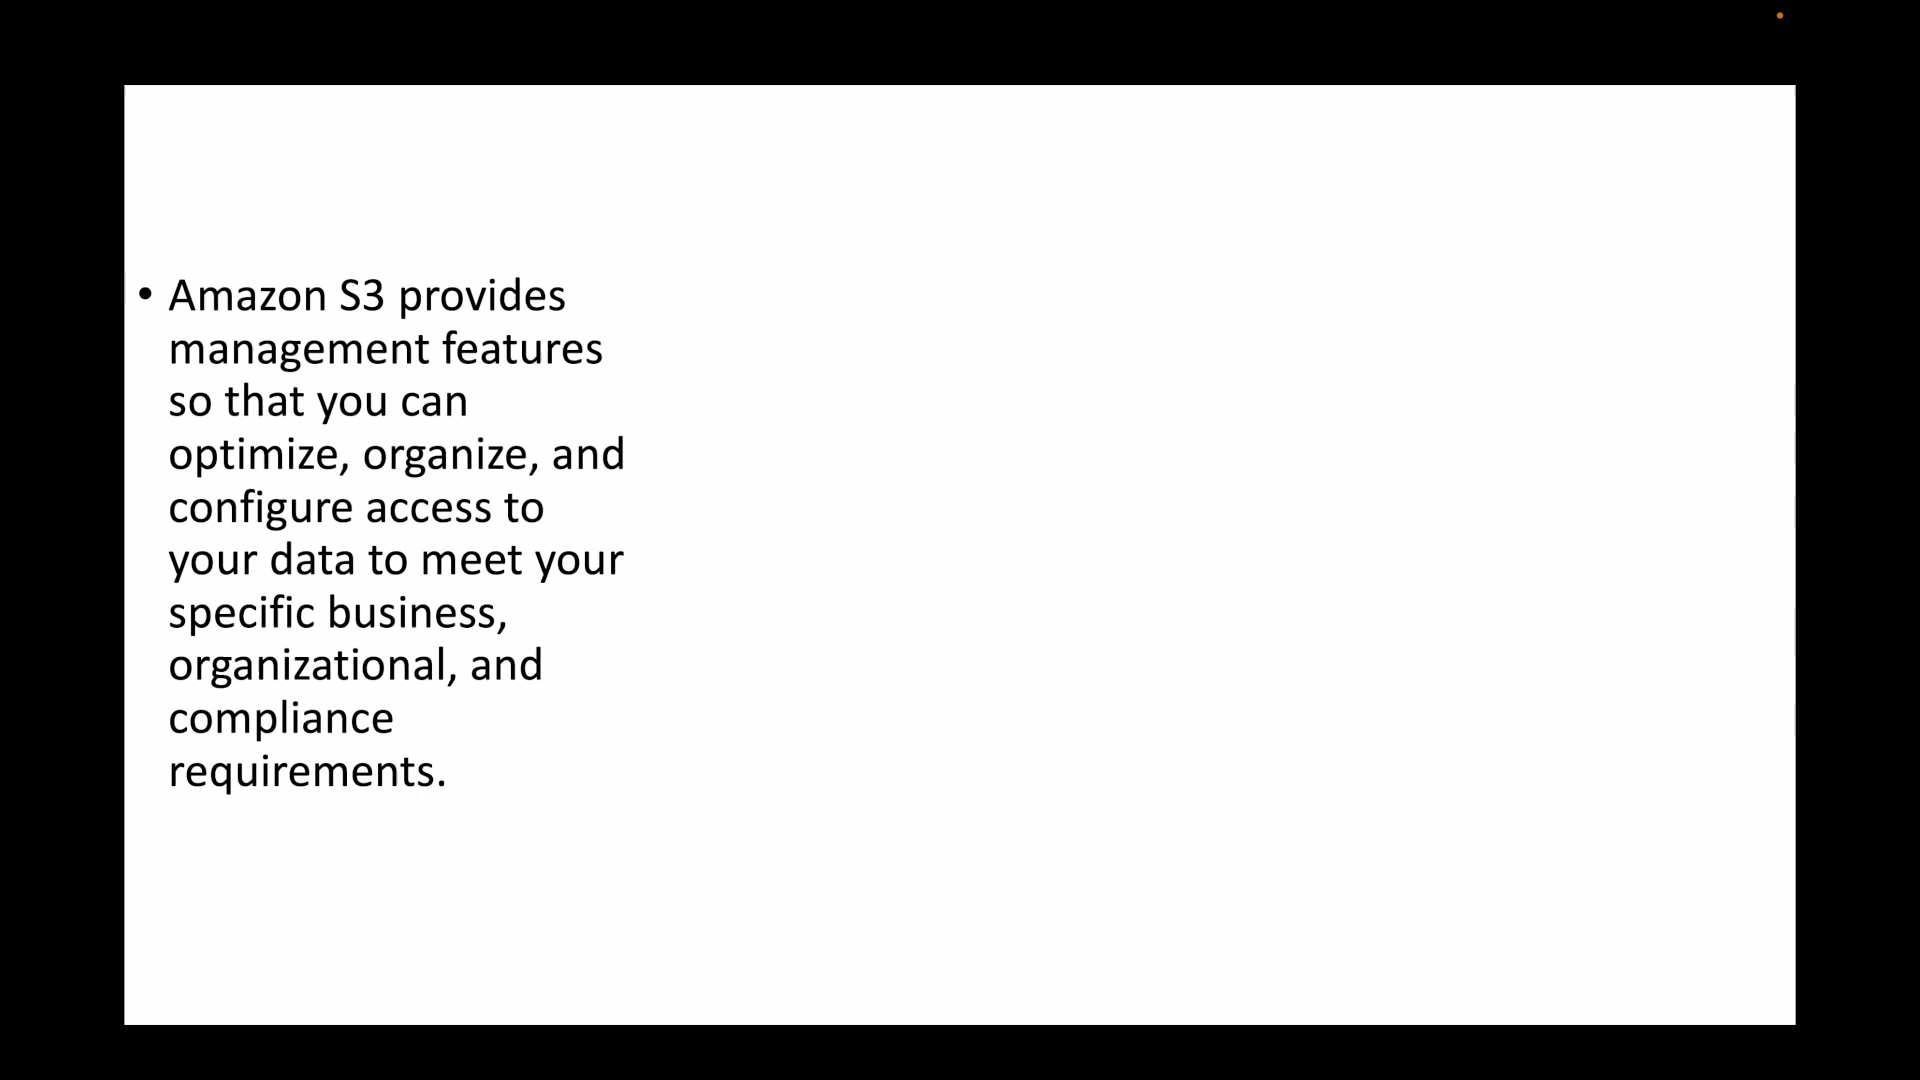 • Amazon S3 provides
management features
so that you can
optimize, organize, and
configure access to
your data to meet your
specific business,
organizational, and
compliance
requirements.